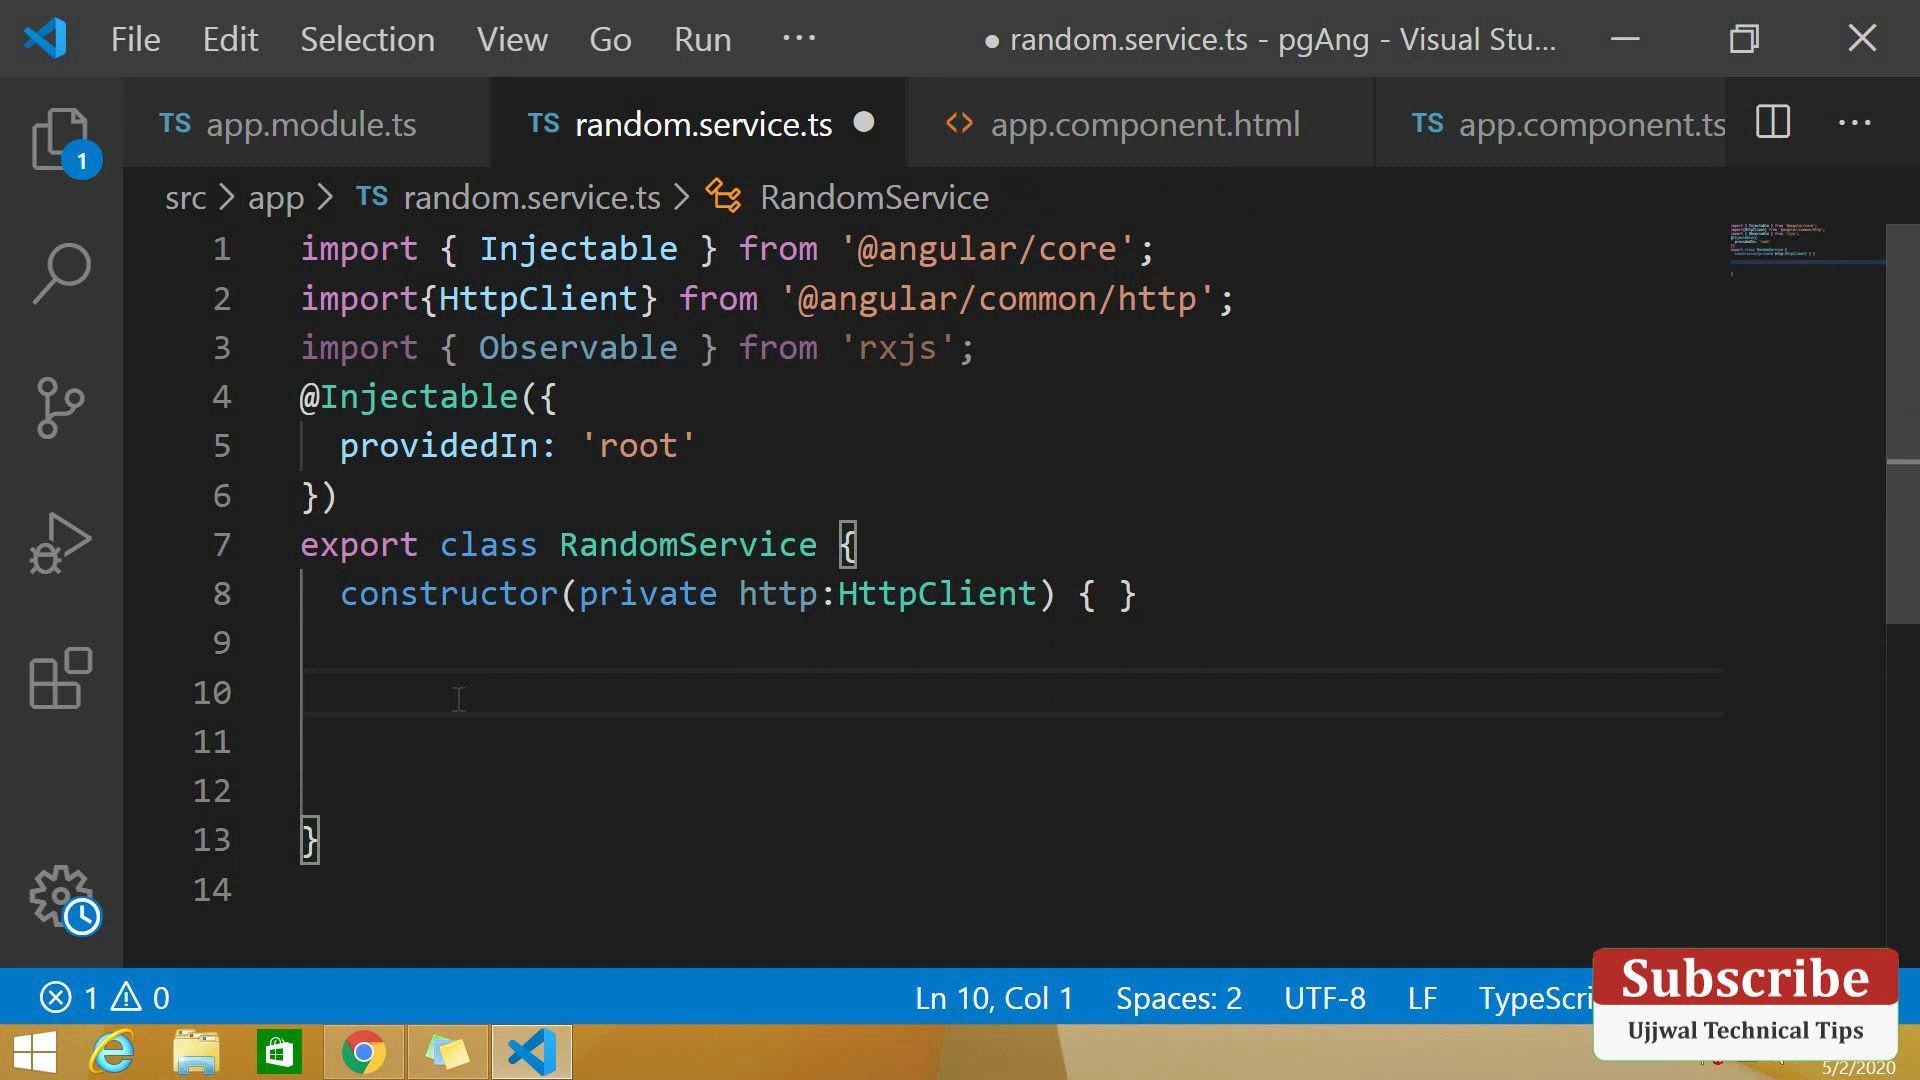 File Edit Selection View Go Run ··· ● random.service.ts - pgAng - Visual Stu...
1
TS app.module.ts TS random.service.ts ● <> app.component.html TS app.component.ts ···
src > app > TS random.service.ts > RandomService
1 import { Injectable } from '@angular/core';
2 import{HttpClient} from '@angular/common/http';
3 import { Observable } from 'rxjs';
4 @Injectable({
5 providedIn: 'root'
6 })
7 export class RandomService {
8 constructor(private http:HttpClient) { }
9
10
11
12
13 }
14
1 0 Ln 10, Col 1 Spaces: 2 UTF-8 LF TypeScri
Subscribe
Ujjwal Technical Tips
5/2/2020